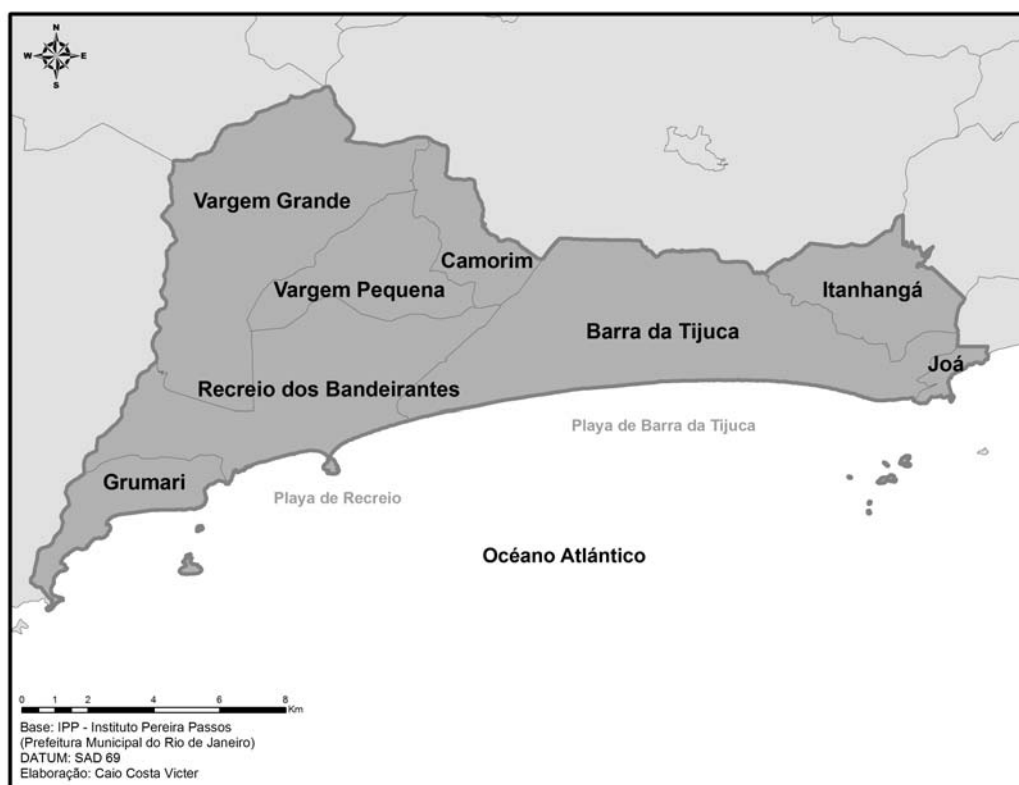 N
W E
S
Vargem Grande
Camorim
Vargem Pequena
Itanhangá
Barra da Tijuca
Joá
Recreio dos Bandeirantes
Playa de Barra da Tijuca
Grumari
Playa de Recreio
Océano Atlántico
0 1 2 4 6 8
Km
Base: IPP - Instituto Pereira Passos
(Prefeitura Municipal do Rio de Janeiro)
DATUM: SAD 69
Elaboração: Caio Costa Victer